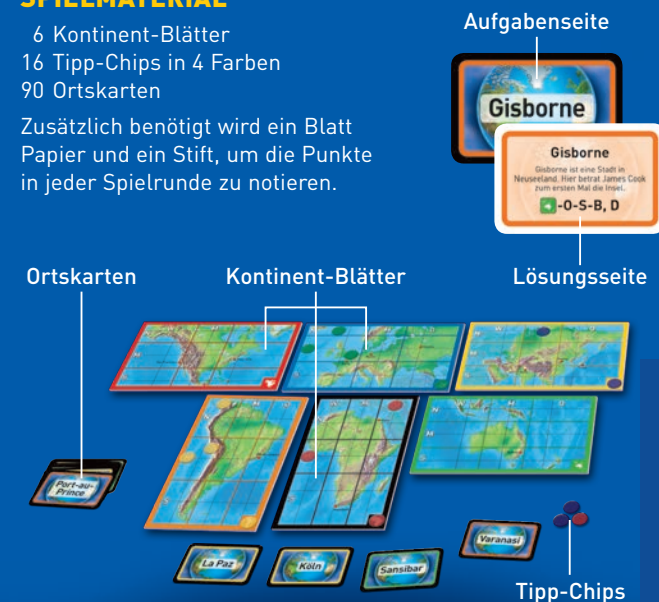 SPIELMATERIAL
6 Kontinent-Blätter
16 Tipp-Chips in 4 Farben
90 Ortskarten
Zusätzlich benötigt wird ein Blatt
Papier und ein Stift, um die Punkte
in jeder Spielrunde zu notieren.
Aufgabenseite
Gisborne
Gisborne
Gisborne ist eine Stadt in
Neuseeland. Hier betrat James Cook
zum ersten Mal die Insel.
-O-S-B, D
Ortskarten
Kontinent-Blätter
Lösungsseite
Port-au-
Prince
La Paz
Köln
Sansibar
Varanasi
Tipp-Chips